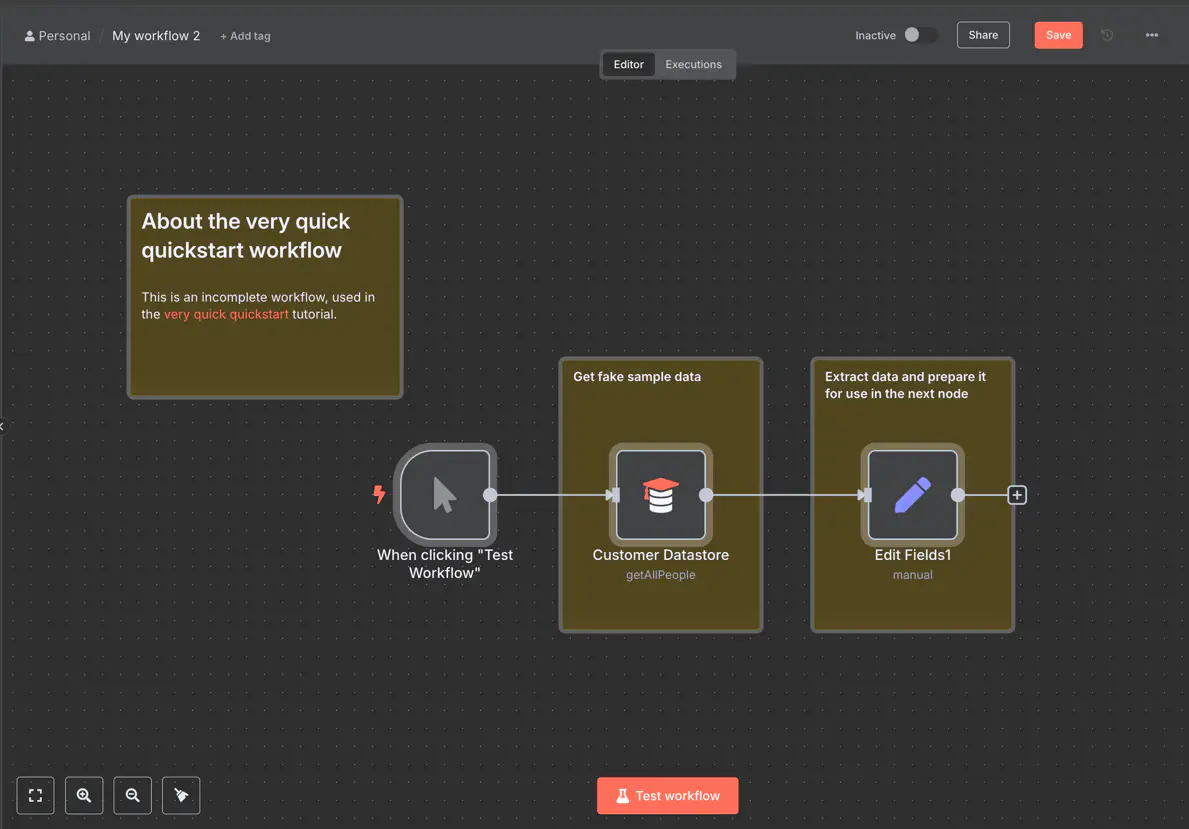 Personal / My workflow 2 + Add tag
Inactive Share Save
Editor Executions
About the very quick
quickstart workflow
This is an incomplete workflow, used in
the very quick quickstart tutorial.
Get fake sample data
Extract data and prepare it
for use in the next node
When clicking "Test
Workflow"
Customer Datastore
getAllPeople
Edit Fields1
manual
Test workflow